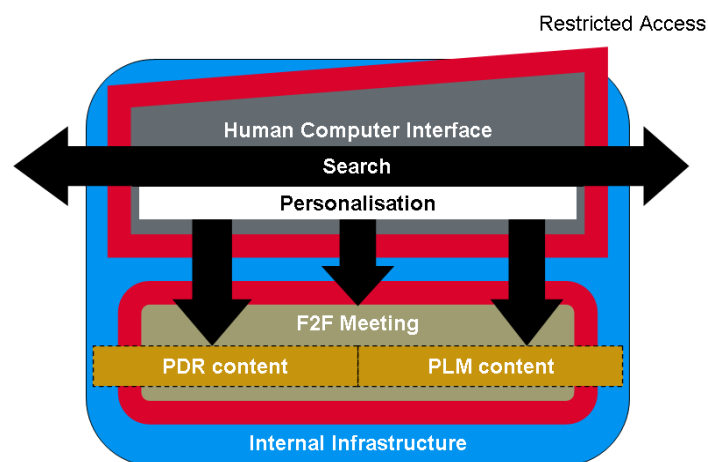 Restricted Access
Human Computer Interface
Search
Personalisation
F2F Meeting
PDR content
PLM content
Internal Infrastructure